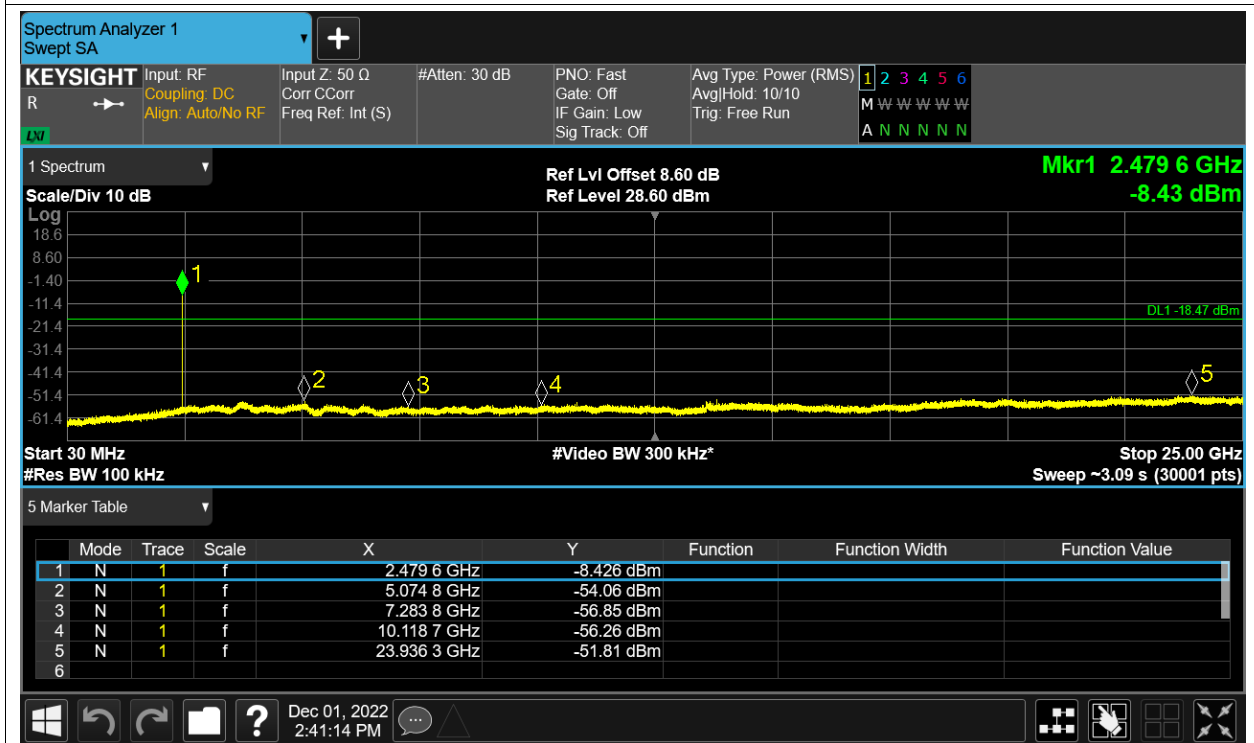 Spectrum Analyzer 1
Swept SA
+
KEYSIGHT Input: RF Input Z: 50 Ω #Atten: 30 dB PNO: Fast Avg Type: Power (RMS) 1 2 3 4 5 6
R Coupling: DC Corr CCorr Gate: Off Avg|Hold: 10/10 M W W W W W
Align: Auto/No RF Freq Ref: Int (S) IF Gain: Low Trig: Free Run
LXI Sig Track: Off A N N N N N
1 Spectrum Ref Lvl Offset 8.60 dB Mkr1 2.479 6 GHz
Scale/Div 10 dB Ref Level 28.60 dBm -8.43 dBm
Log
18.6
8.60
-1.40 1
-11.4 DL1 -18.47 dBm
-21.4
-31.4
-41.4 2 3 4 5
-51.4
-61.4
Start 30 MHz #Video BW 300 kHz* Stop 25.00 GHz
#Res BW 100 kHz Sweep ~3.09 s (30001 pts)
5 Marker Table
Mode Trace Scale X Y Function Function Width Function Value
1 N 1 f 2.479 6 GHz -8.426 dBm
2 N 1 f 5.074 8 GHz -54.06 dBm
3 N 1 f 7.283 8 GHz -56.85 dBm
4 N 1 f 10.118 7 GHz -56.26 dBm
5 N 1 f 23.936 3 GHz -51.81 dBm
6
? Dec 01, 2022
2:41:14 PM